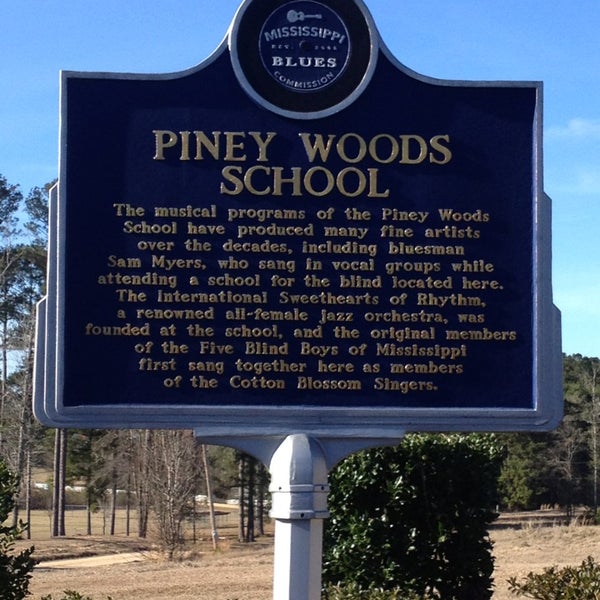 MISSISSIPPI
BLUES
COMMISSION
PINEY WOODS
SCHOOL
The musical programs of the Piney Woods
School have produced many fine artists
over the decades, including bluesman
Sam Myers, who sang in vocal groups while
attending a school for the blind located here.
The International Sweethearts of Rhythm,
a renowned all-female jazz orchestra, was
founded at the school, and the original members
of the Five Blind Boys of Mississippi
first sang together here as members
of the Cotton Blossom Singers.